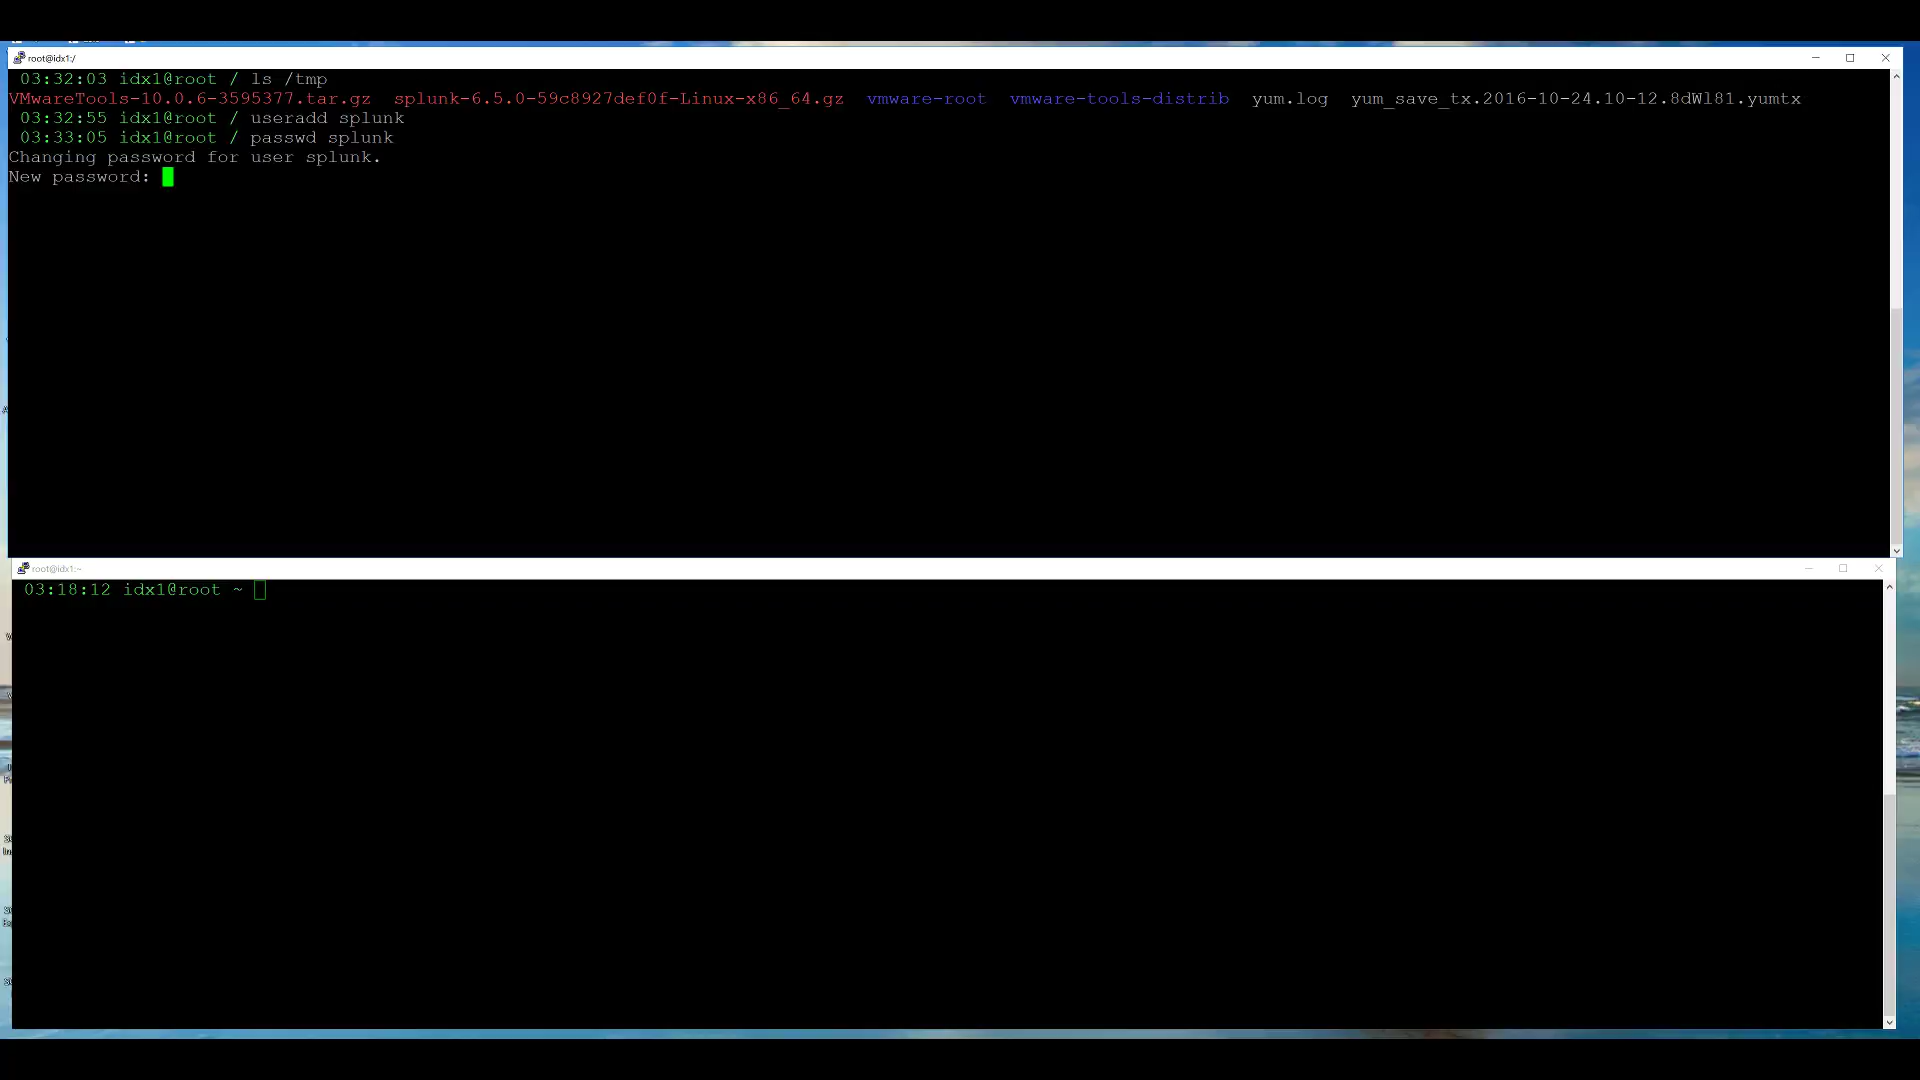 root@idx1:/
03:32:03 idx1@root / ls /tmp
VMwareTools-10.0.6-3595377.tar.gz  splunk-6.5.0-59c8927def0f-Linux-x86_64.gz  vmware-root  vmware-tools-distrib  yum.log  yum_save_tx.2016-10-24.10-12.8dWl81.yumtx
03:32:55 idx1@root / useradd splunk
03:33:05 idx1@root / passwd splunk
Changing password for user splunk.
New password:
root@idx1:~
03:18:12 idx1@root ~